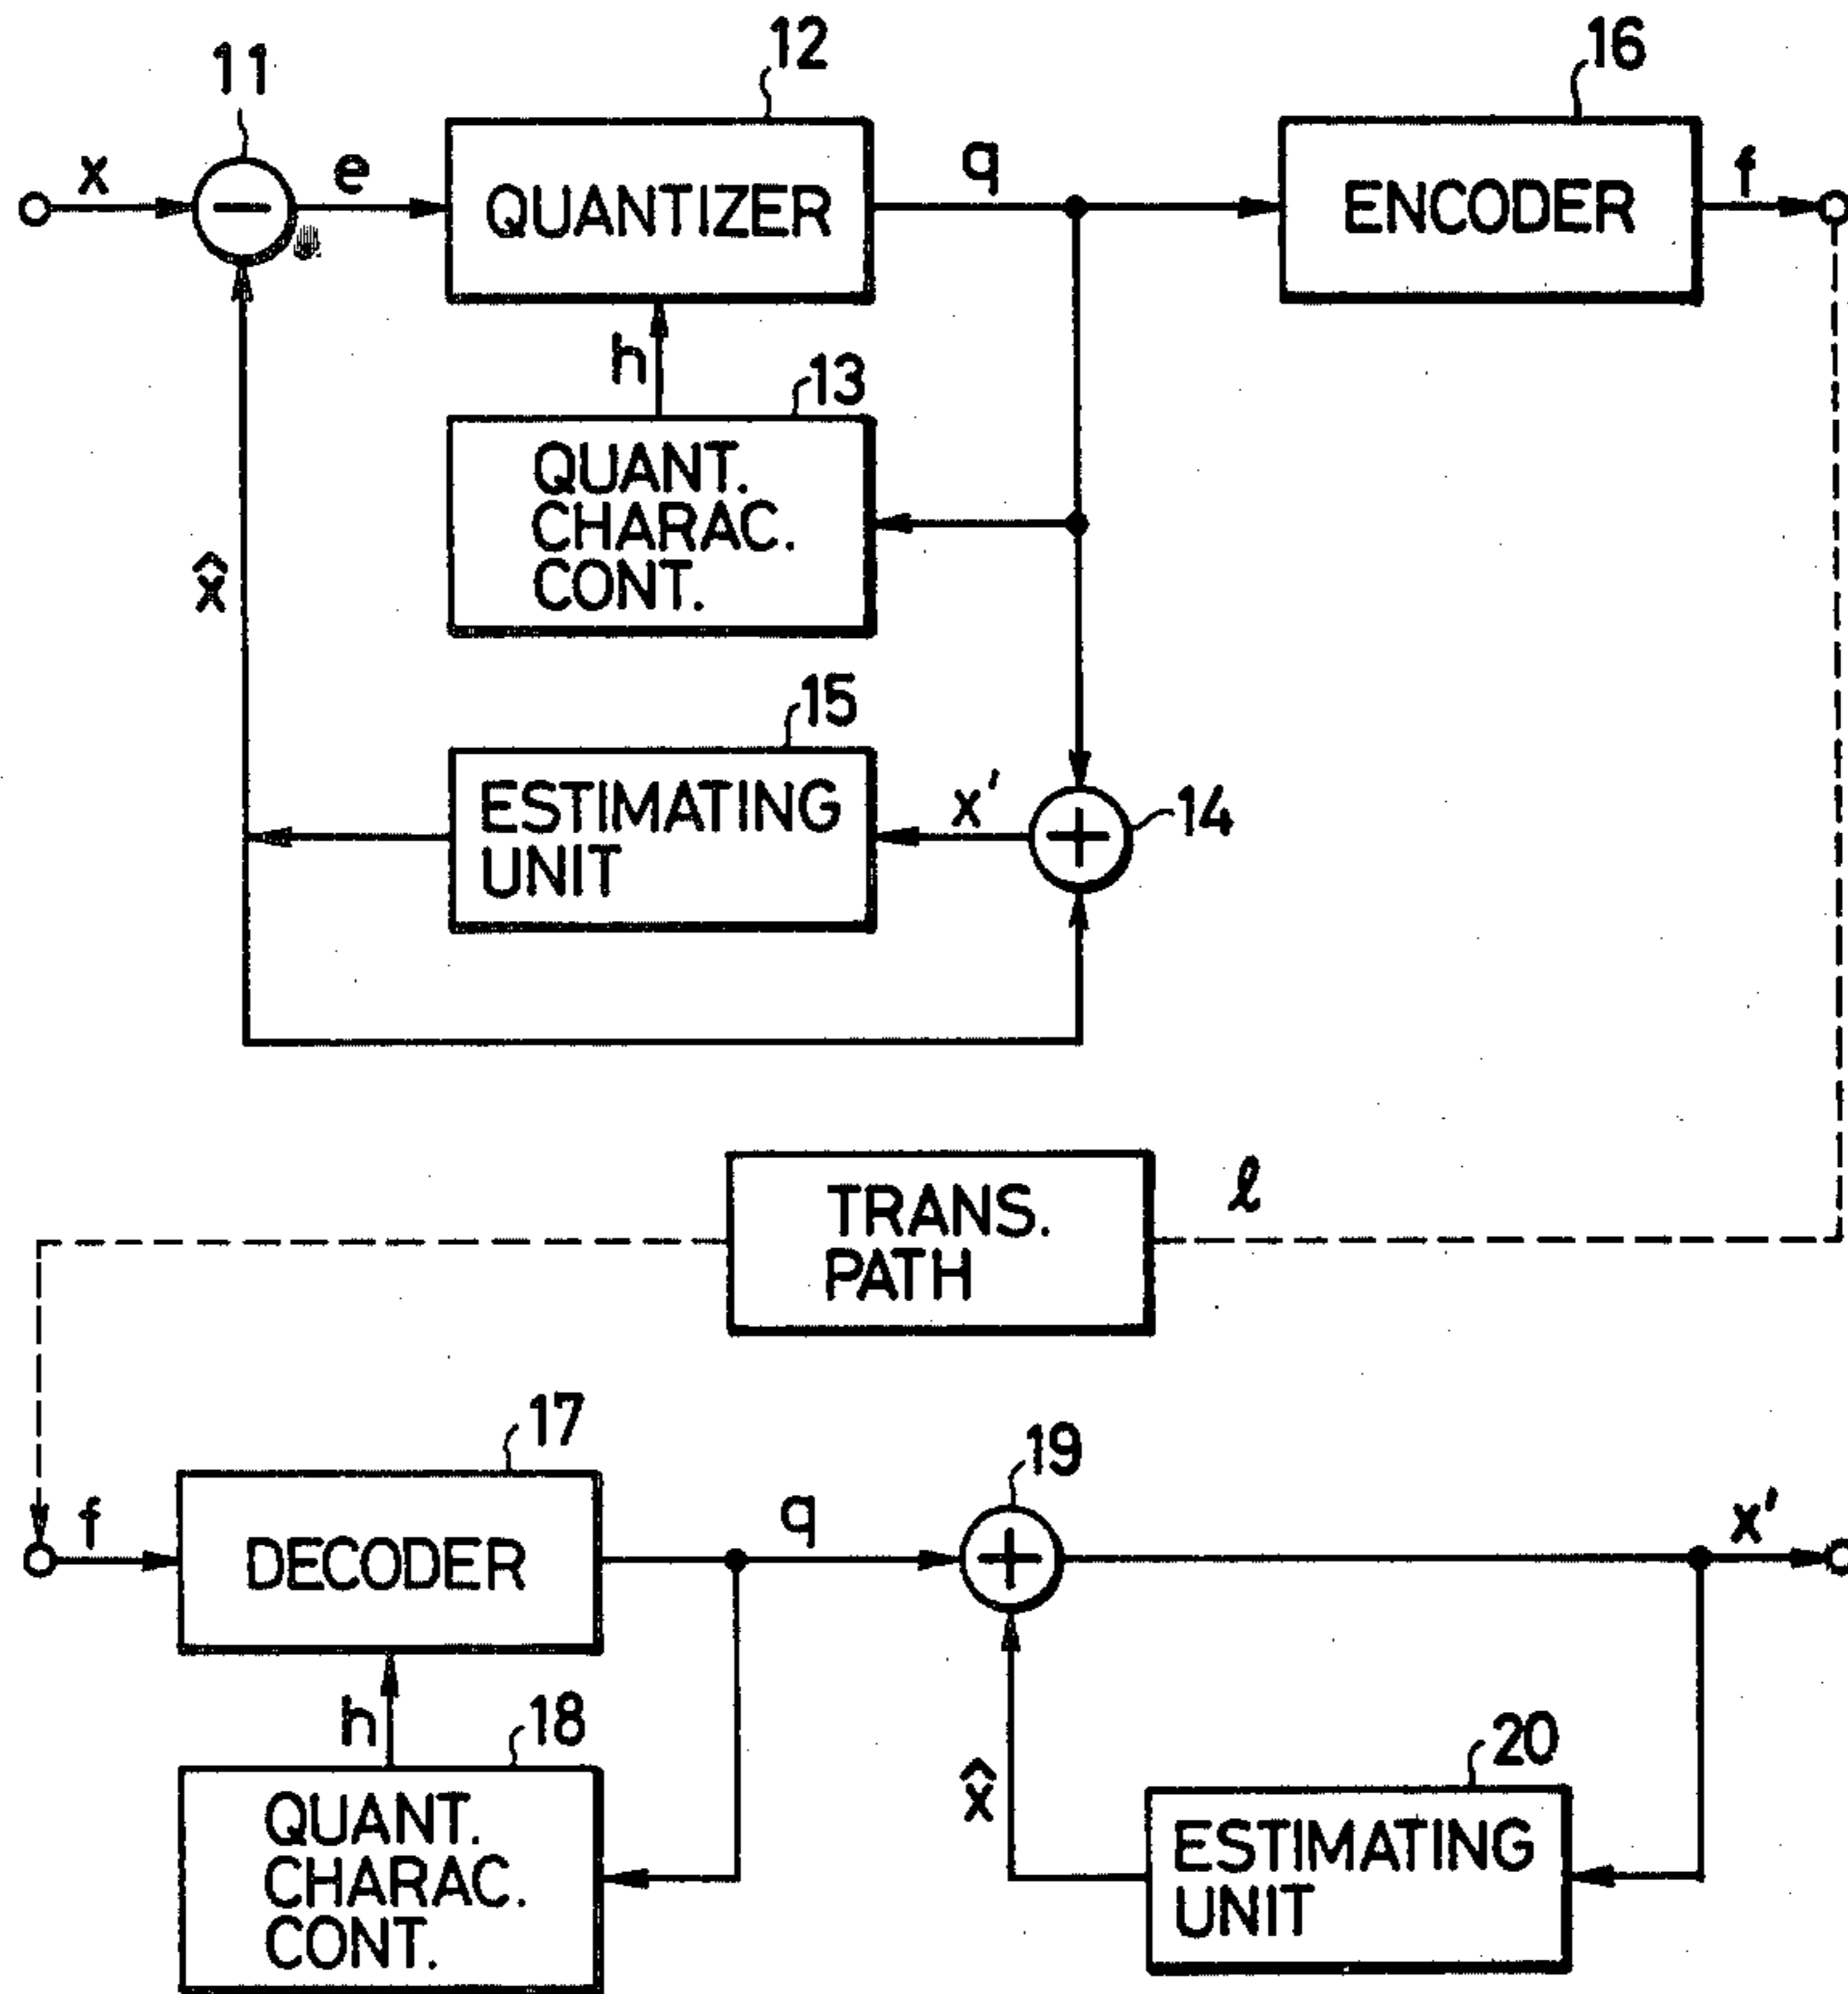 11
12
16
x
e
QUANTIZER
q
ENCODER
f
h
13
QUANT.
CHARAC.
CONT.
x̂
15
ESTIMATING
UNIT
x'
14
TRANS.
PATH
ℓ
17
19
f
DECODER
q
x'
h
18
QUANT.
CHARAC.
CONT.
x̂
20
ESTIMATING
UNIT